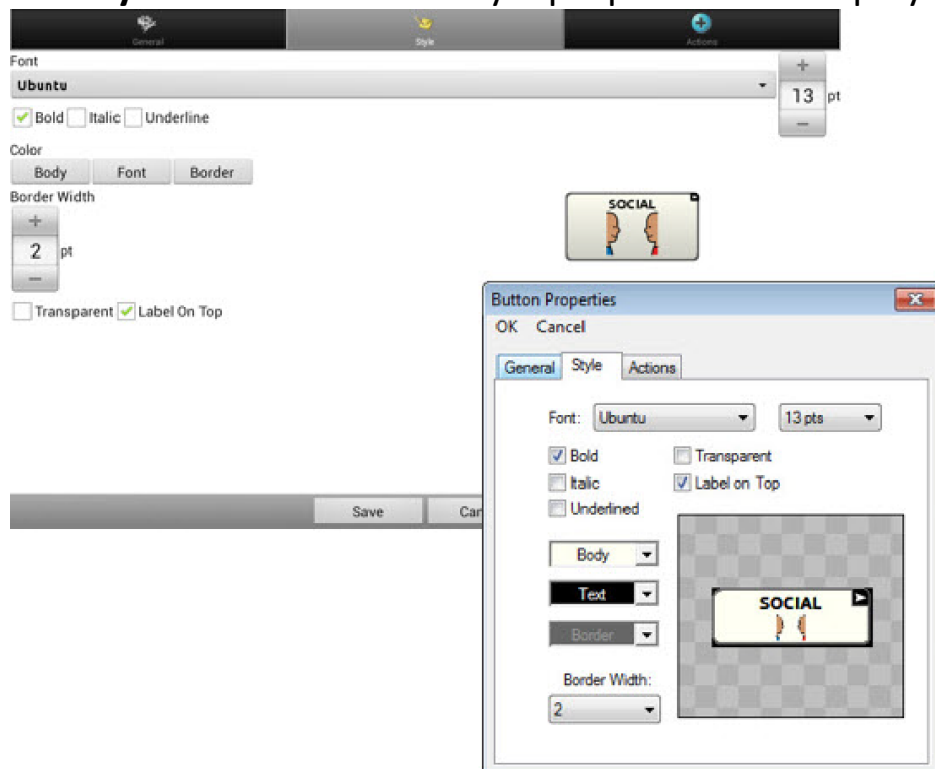 General Style Actions
Font
Ubuntu
+
13 pt
−
Bold Italic Underline
Color
Body Font Border
Border Width
+
2 pt
−
SOCIAL
Transparent Label On Top
Save
Button Properties
OK Cancel
General Style Actions
Font: Ubuntu 13 pts
Bold Transparent
Italic Label on Top
Underlined
Body
Text
Border
SOCIAL
Border Width:
2